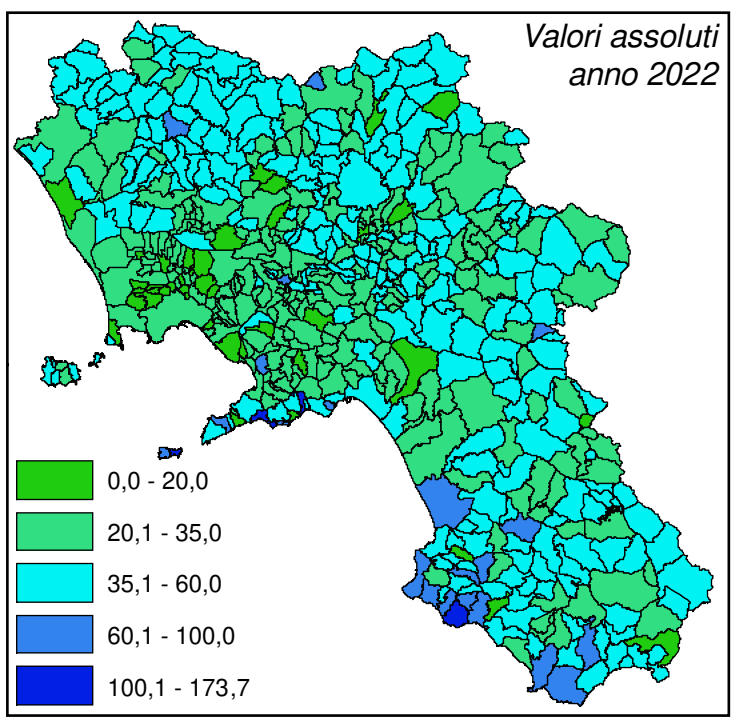 Valori assoluti
anno 2022
0,0 - 20,0
20,1 - 35,0
35,1 - 60,0
60,1 - 100,0
100,1 - 173,7